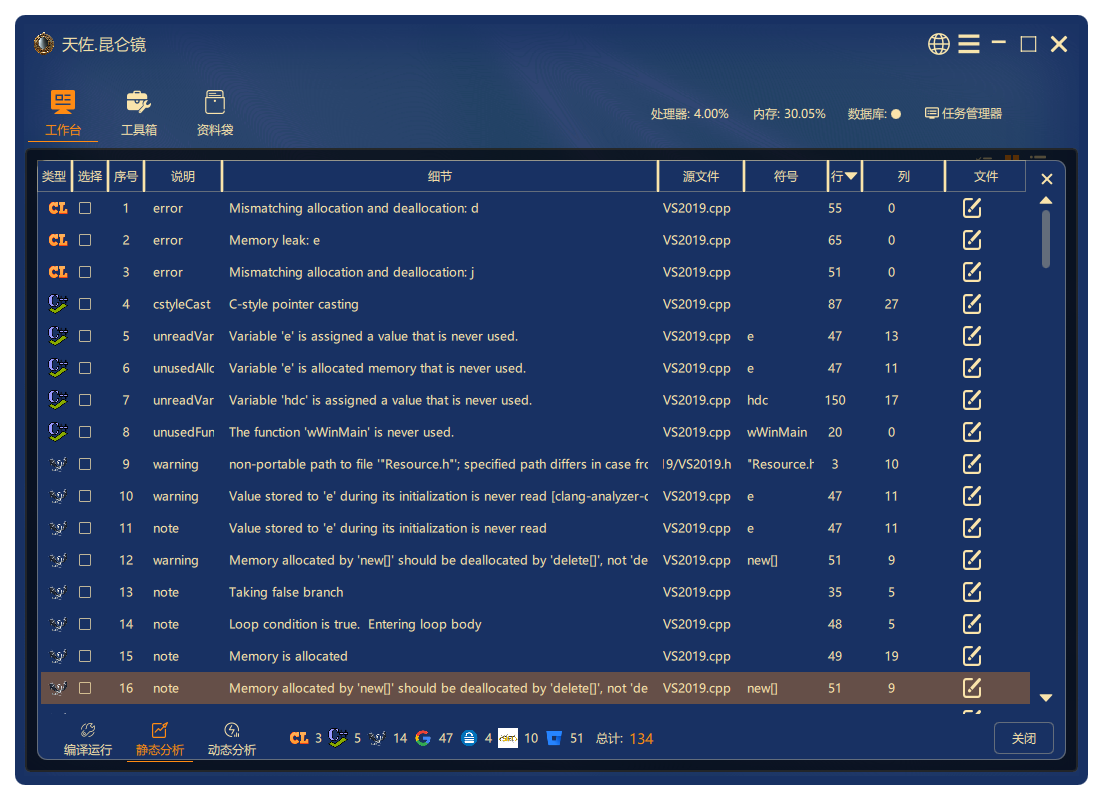 天佐.昆仑镜
工作台 工具箱 资料袋 处理器: 4.00% 内存: 30.05% 数据库: 任务管理器
类型 选择 序号 说明 细节 源文件 符号 行 列 文件
CL 1 error Mismatching allocation and deallocation: d VS2019.cpp 55 0
CL 2 error Memory leak: e VS2019.cpp 65 0
CL 3 error Mismatching allocation and deallocation: j VS2019.cpp 51 0
4 cstyleCast C-style pointer casting VS2019.cpp 87 27
5 unreadVar Variable 'e' is assigned a value that is never used. VS2019.cpp e 47 13
6 unusedAllc Variable 'e' is allocated memory that is never used. VS2019.cpp e 47 11
7 unreadVar Variable 'hdc' is assigned a value that is never used. VS2019.cpp hdc 150 17
8 unusedFun The function 'wWinMain' is never used. VS2019.cpp wWinMain 20 0
9 warning non-portable path to file '"Resource.h"'; specified path differs in case fro 19/VS2019.h "Resource.h 3 10
10 warning Value stored to 'e' during its initialization is never read [clang-analyzer-c VS2019.cpp e 47 11
11 note Value stored to 'e' during its initialization is never read VS2019.cpp e 47 11
12 warning Memory allocated by 'new[]' should be deallocated by 'delete[]', not 'de VS2019.cpp new[] 51 9
13 note Taking false branch VS2019.cpp 35 5
14 note Loop condition is true.  Entering loop body VS2019.cpp 48 5
15 note Memory is allocated VS2019.cpp 49 19
16 note Memory allocated by 'new[]' should be deallocated by 'delete[]', not 'de VS2019.cpp new[] 51 9
编译运行 静态分析 动态分析 CL 3 5 14 47 4 10 51 总计: 134 关闭